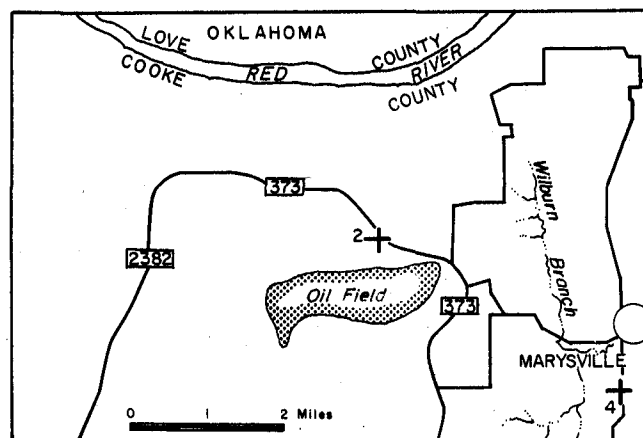 OKLAHOMA
LOVE COUNTY
RED RIVER
COOKE COUNTY
373
Wilburn Branch
2
2382
Oil Field
373
MARYSVILLE
4
0 1 2 Miles